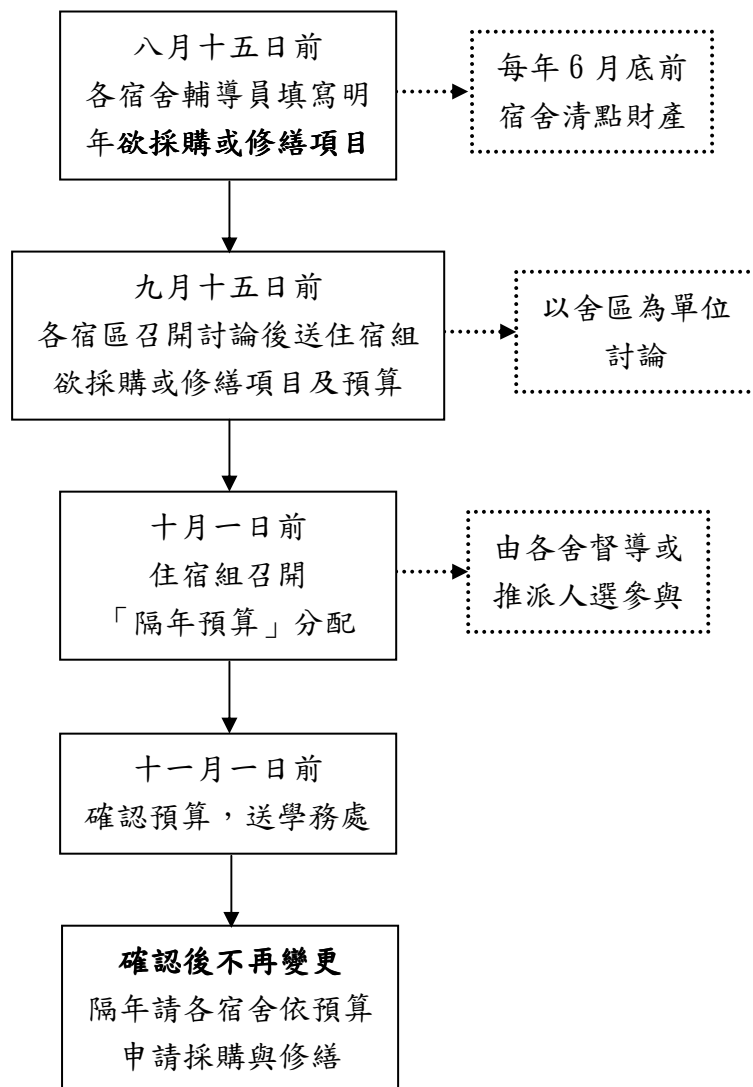 八月十五日前
各宿舍輔導員填寫明
年欲採購或修繕項目
每年 6 月底前
宿舍清點財產
九月十五日前
各宿區召開討論後送住宿組
欲採購或修繕項目及預算
以舍區為單位
討論
十月一日前
住宿組召開
「隔年預算」分配
由各舍督導或
推派人選參與
十一月一日前
確認預算，送學務處
確認後不再變更
隔年請各宿舍依預算
申請採購與修繕